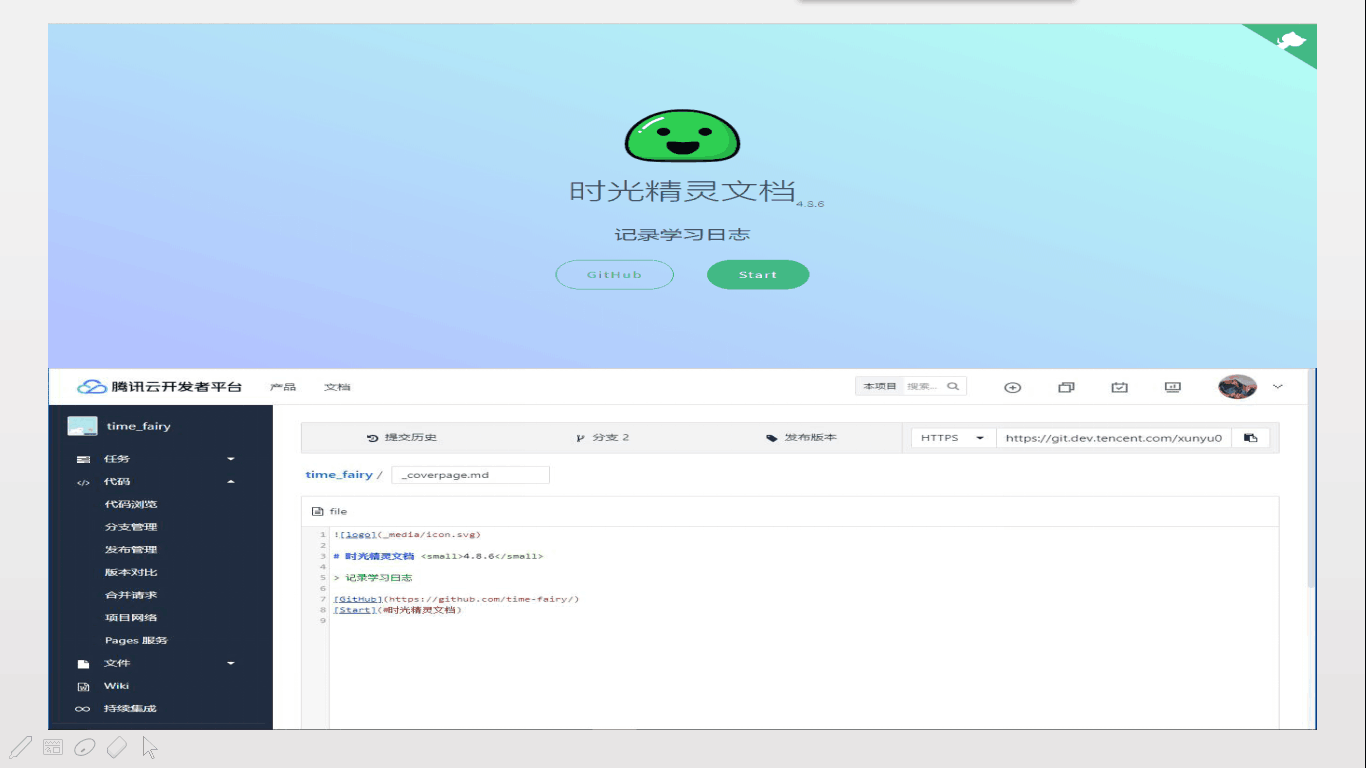 时光精灵文档 4.8.6
记录学习日志
GitHub
Start
腾讯云开发者平台
产品
文档
本项目
搜索...
time_fairy
任务
代码
代码浏览
分支管理
发布管理
版本对比
合并请求
项目网络
Pages 服务
文件
Wiki
持续集成
提交历史
分支 2
发布版本
HTTPS
https://git.dev.tencent.com/xunyu0
time_fairy /
_coverpage.md
file
1 ![logo](_media/icon.svg)
2
3 # 时光精灵文档 <small>4.8.6</small>
4
5 > 记录学习日志
6
7 [GitHub](https://github.com/time-fairy/)
8 [Start](#时光精灵文档)
9